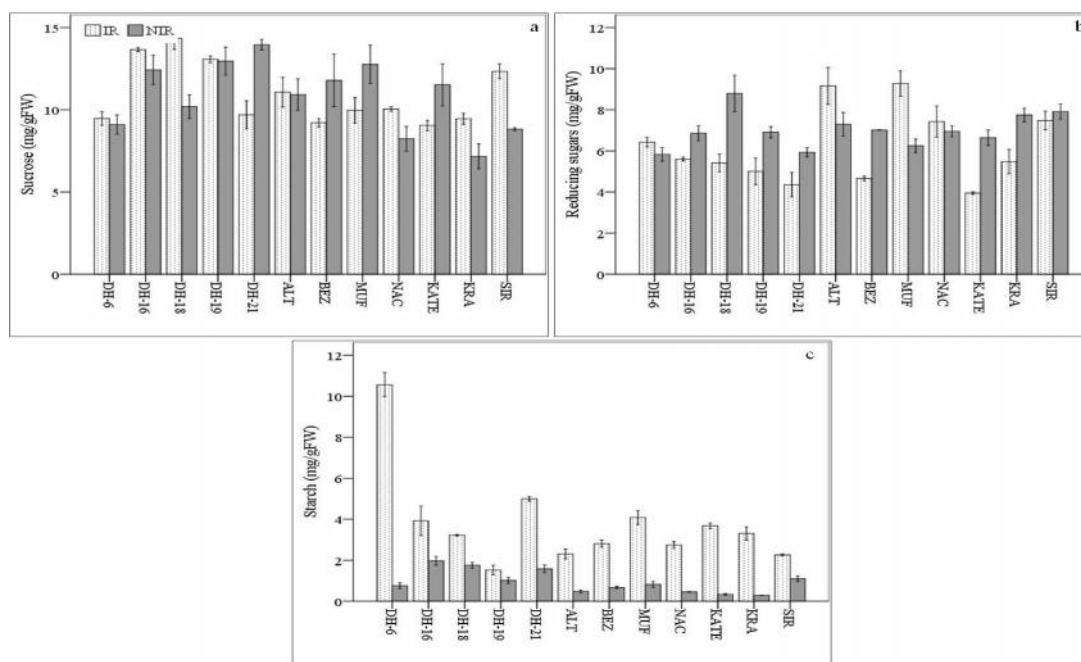 a
IR NIR
15
10
5
0
Sucrose (mg/gFW)
DH-6 DH-16 DH-18 DH-19 DH-21 ALT BEZ MUF NAC KATE KRA SIR
b
12
10
8
6
4
2
0
Reducing sugars (mg/gFW)
DH-6 DH-16 DH-18 DH-19 DH-21 ALT BEZ MUF NAC KATE KRA SIR
c
12
10
8
6
4
2
0
Starch (mg/gFW)
DH-6 DH-16 DH-18 DH-19 DH-21 ALT BEZ MUF NAC KATE KRA SIR